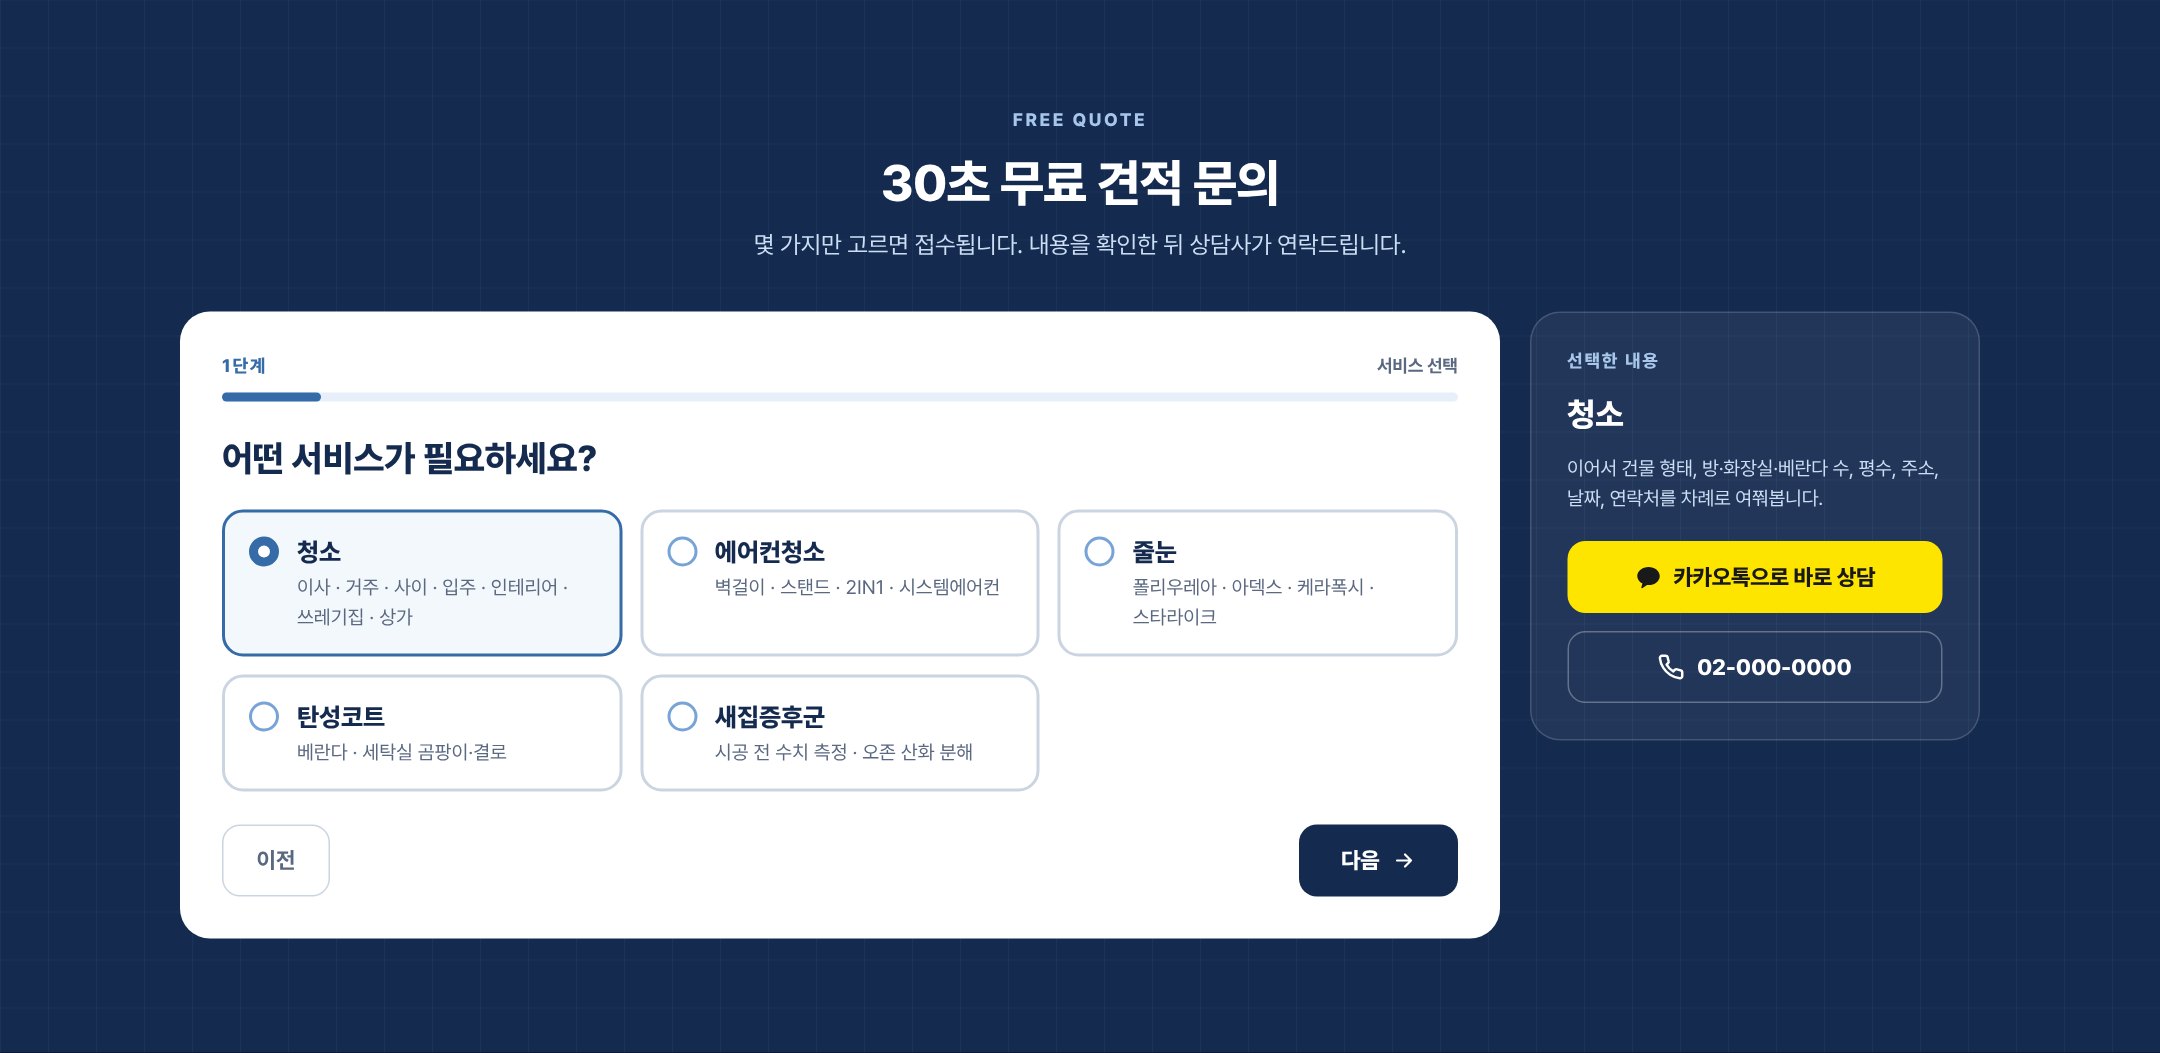 FREE QUOTE
30초 무료 견적 문의
몇 가지만 고르면 접수됩니다. 내용을 확인한 뒤 상담사가 연락드립니다.
1단계
서비스 선택
어떤 서비스가 필요하세요?
청소
이사 · 거주 · 사이 · 입주 · 인테리어 ·
쓰레기집 · 상가
에어컨청소
벽걸이 · 스탠드 · 2IN1 · 시스템에어컨
줄눈
폴리우레아 · 아덱스 · 케라폭시 ·
스타라이크
탄성코트
베란다 · 세탁실 곰팡이·결로
새집증후군
시공 전 수치 측정 · 오존 산화 분해
이전
다음 →
선택한 내용
청소
이어서 건물 형태, 방·화장실·베란다 수, 평수, 주소,
날짜, 연락처를 차례로 여쭤봅니다.
카카오톡으로 바로 상담
02-000-0000